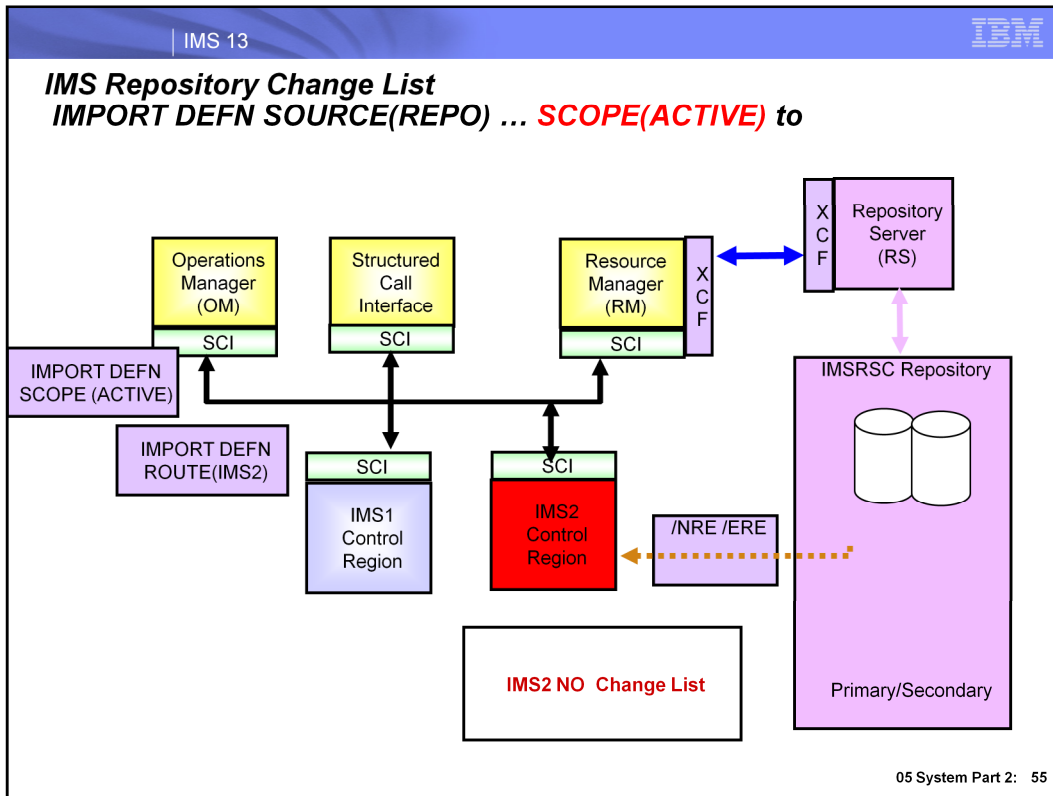 IMS 13
IBM
IMS Repository Change List
IMPORT DEFN SOURCE(REPO) … SCOPE(ACTIVE) to
Operations
Manager
(OM)
SCI
Structured
Call
Interface
SCI
Resource
Manager
(RM)
SCI
X
C
F
X
C
F
Repository
Server
(RS)
IMPORT DEFN
SCOPE (ACTIVE)
IMPORT DEFN
ROUTE(IMS2)
SCI
IMS1
Control
Region
SCI
IMS2
Control
Region
/NRE /ERE
IMSRSC Repository
Primary/Secondary
IMS2 NO Change List
05 System Part 2: 55